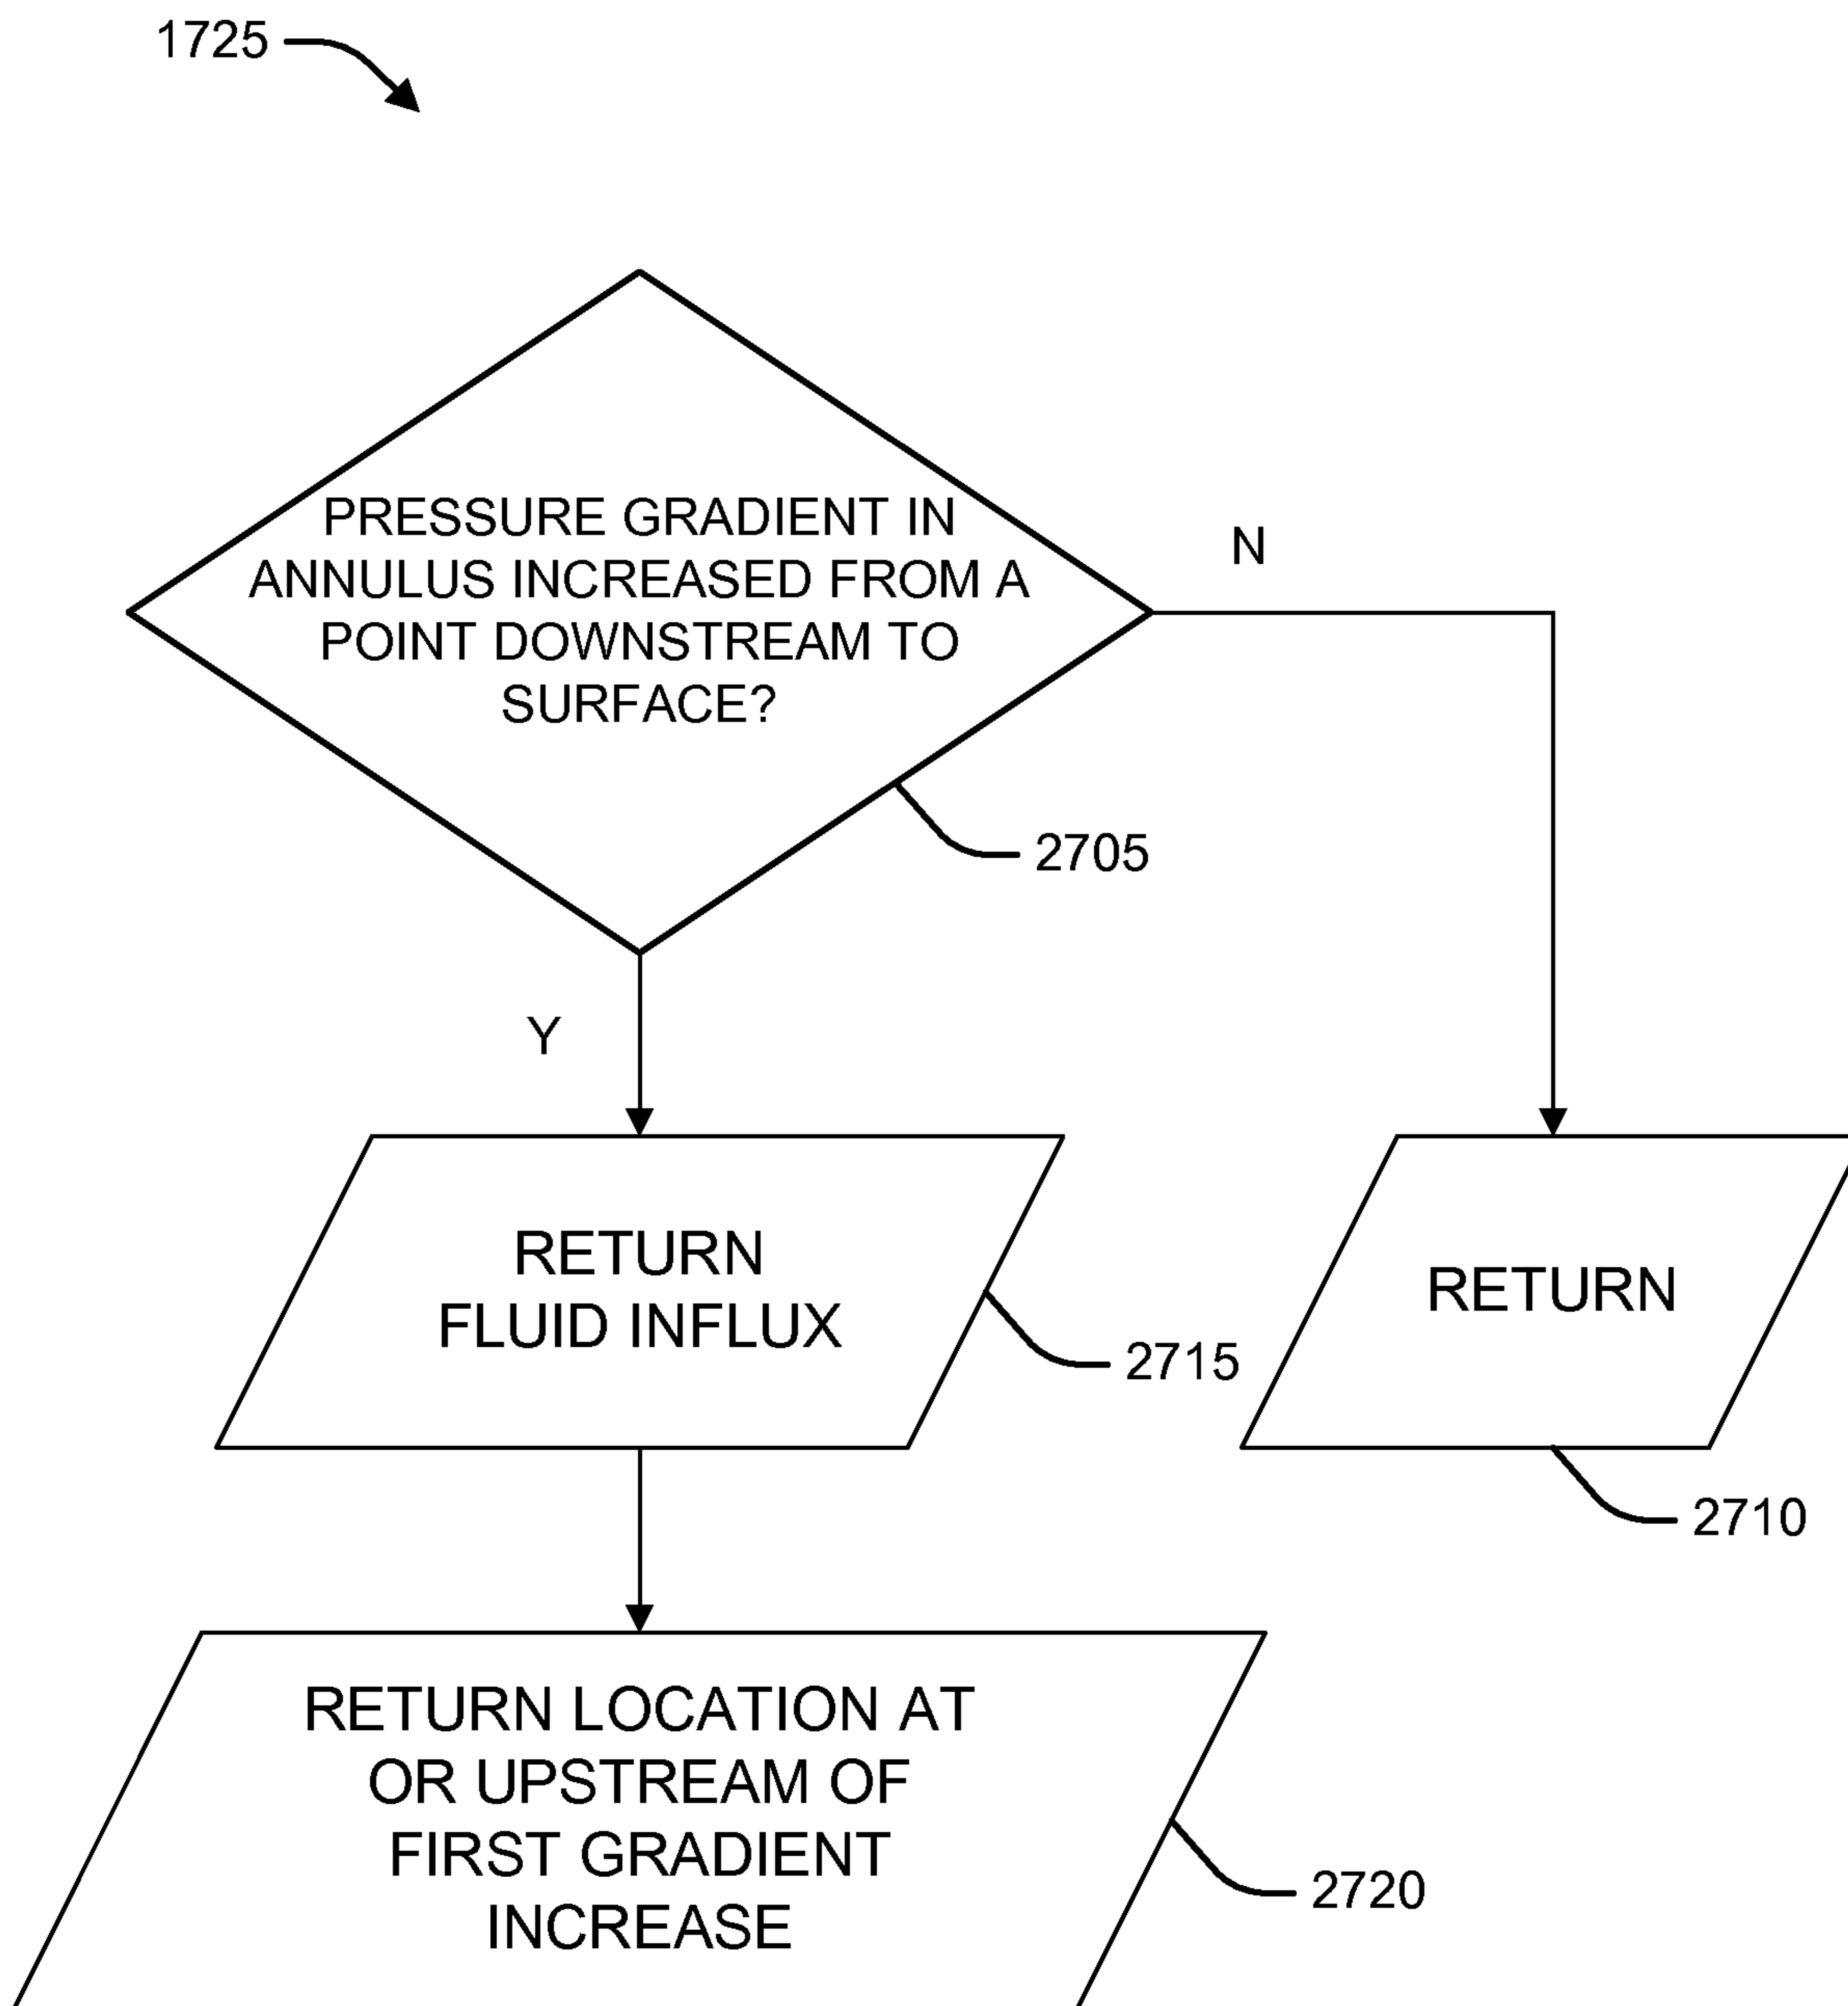 1725
PRESSURE GRADIENT IN
ANNULUS INCREASED FROM A
POINT DOWNSTREAM TO
SURFACE?
N
2705
Y
RETURN
FLUID INFLUX
2715
RETURN
2710
RETURN LOCATION AT
OR UPSTREAM OF
FIRST GRADIENT
INCREASE
2720